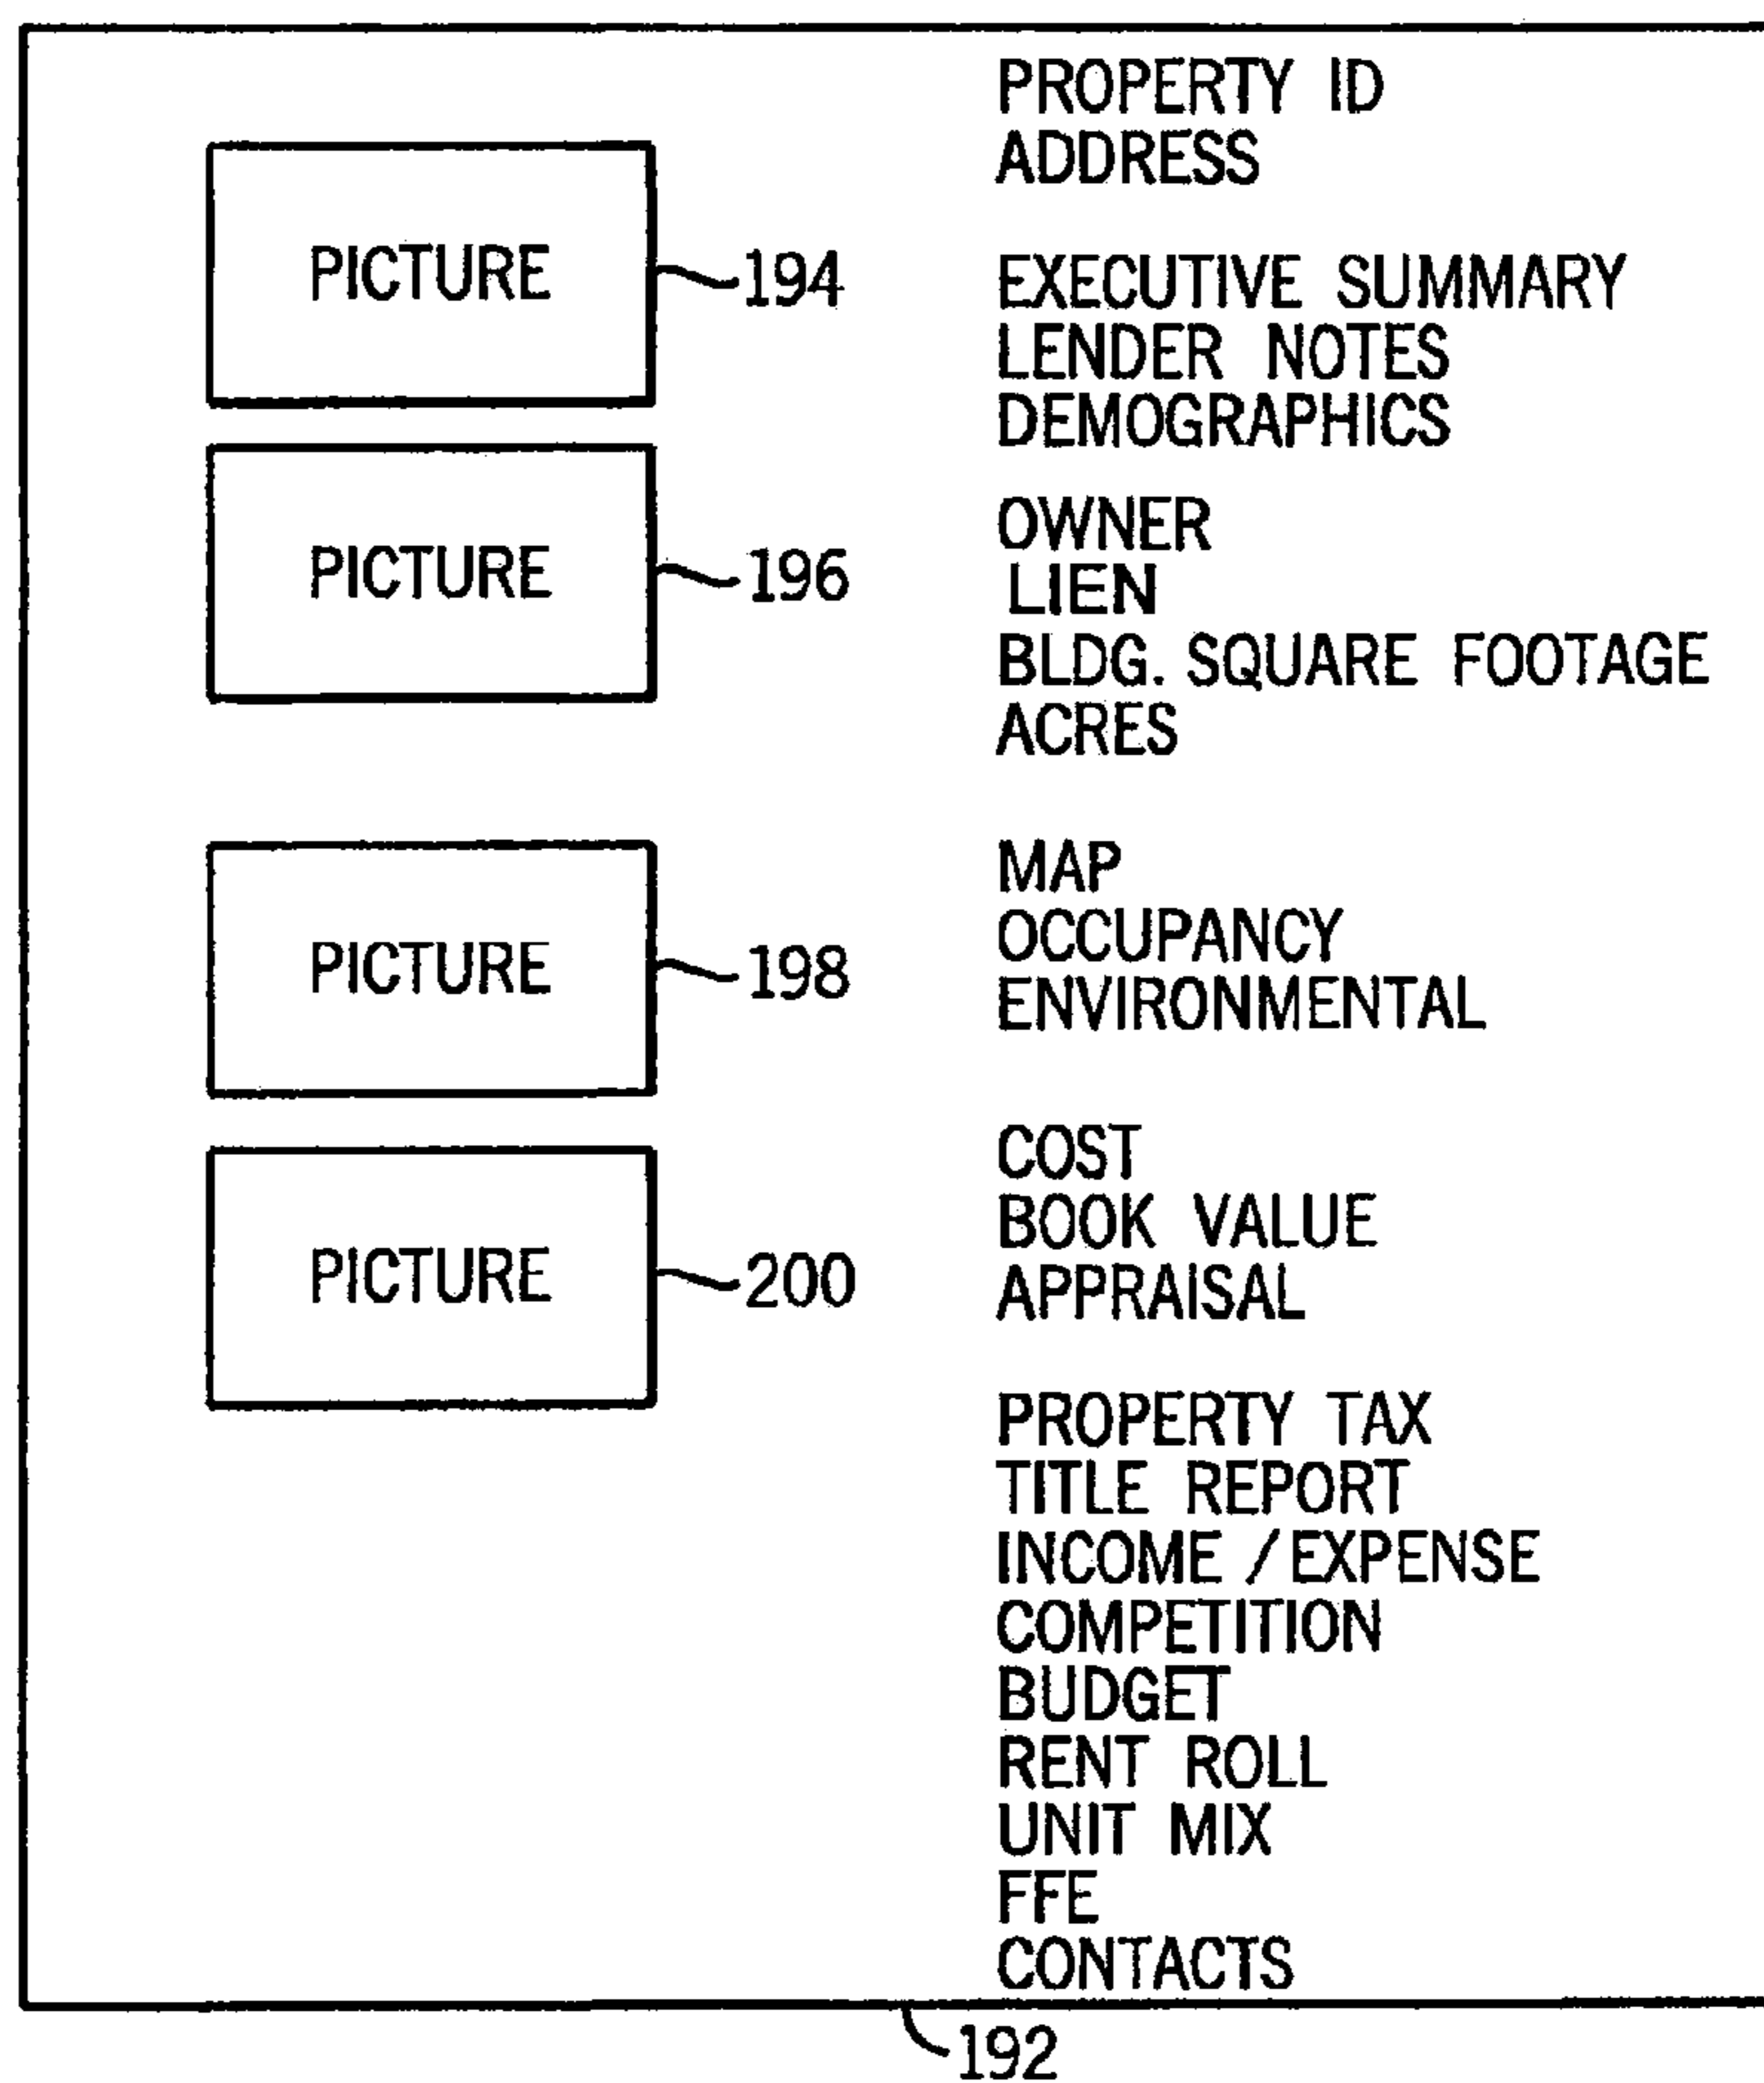 PROPERTY ID
ADDRESS
PICTURE
194
EXECUTIVE SUMMARY
LENDER NOTES
DEMOGRAPHICS
PICTURE
196
OWNER
LIEN
BLDG. SQUARE FOOTAGE
ACRES
PICTURE
198
MAP
OCCUPANCY
ENVIRONMENTAL
PICTURE
200
COST
BOOK VALUE
APPRAISAL
PROPERTY TAX
TITLE REPORT
INCOME /EXPENSE
COMPETITION
BUDGET
RENT ROLL
UNIT MIX
FFE
CONTACTS
192